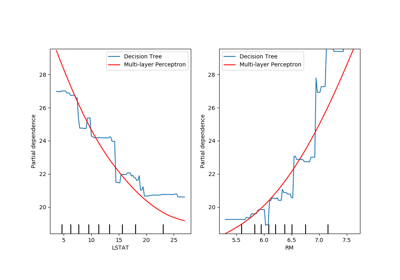 Decision Tree
Multi-layer Perceptron
28
26
24
22
20
Partial dependence
5
10
15
20
25
LSTAT
Decision Tree
Multi-layer Perceptron
28
26
24
22
20
Partial dependence
5.5
6.0
6.5
7.0
7.5
RM